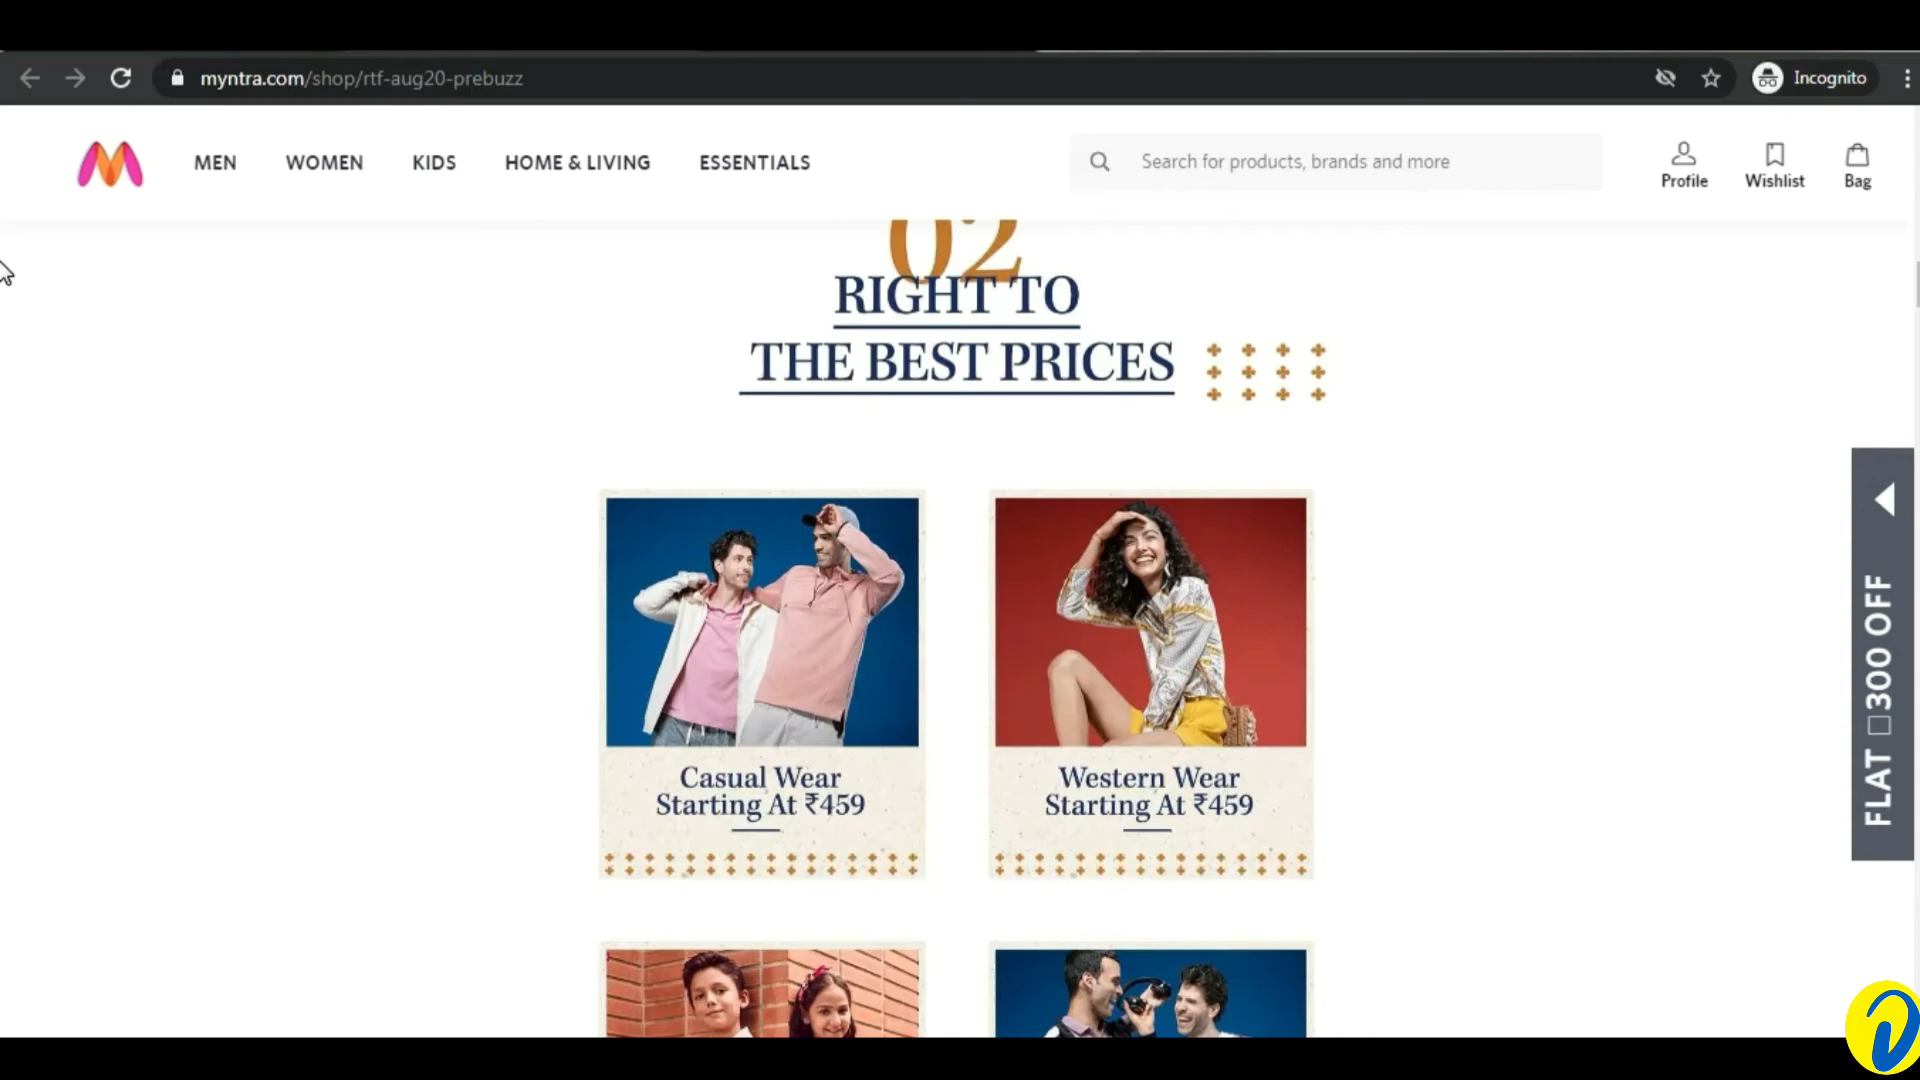 myntra.com/shop/rtf-aug20-prebuzz
Incognito
MEN
WOMEN
KIDS
HOME & LIVING
ESSENTIALS
Search for products, brands and more
Profile
Wishlist
Bag
02
RIGHT TO
THE BEST PRICES
Casual Wear
Starting At ₹459
Western Wear
Starting At ₹459
FLAT □300 OFF